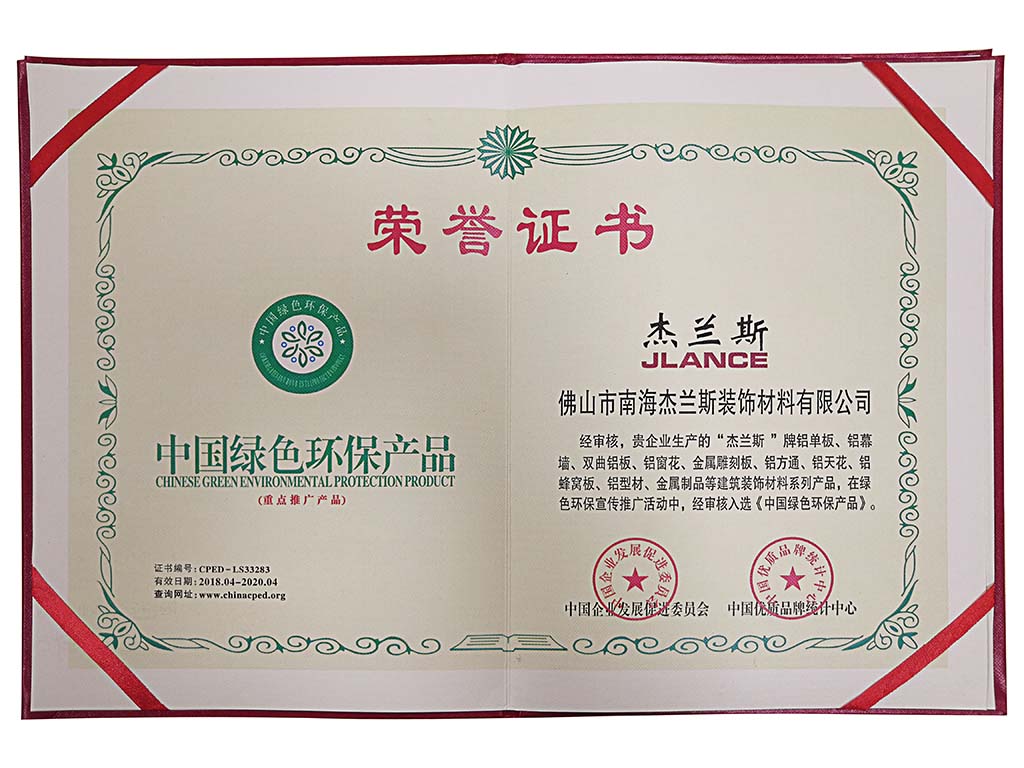 荣誉证书
中国绿色环保产品
中国绿色环保产品
CHINESE GREEN ENVIRONMENTAL PROTECTION PRODUCT
(重点推广产品)
证书编号:CPED-LS33283
有效日期:2018.04-2020.04
查询网址:www.chinacped.org
杰兰斯
JLANCE
佛山市南海杰兰斯装饰材料有限公司
经审核,贵企业生产的“杰兰斯 ”牌铝单板、铝幕
墙、双曲铝板、铝窗花、金属雕刻板、铝方通、铝天花、铝
蜂窝板、铝型材、金属制品等建筑装饰材料系列产品,在绿
色环保宣传推广活动中,经审核入选《中国绿色环保产品》。
中国企业发展促进委员会
中国优质品牌统计中心
中国企业发展促进委员会
中国优质品牌统计中心